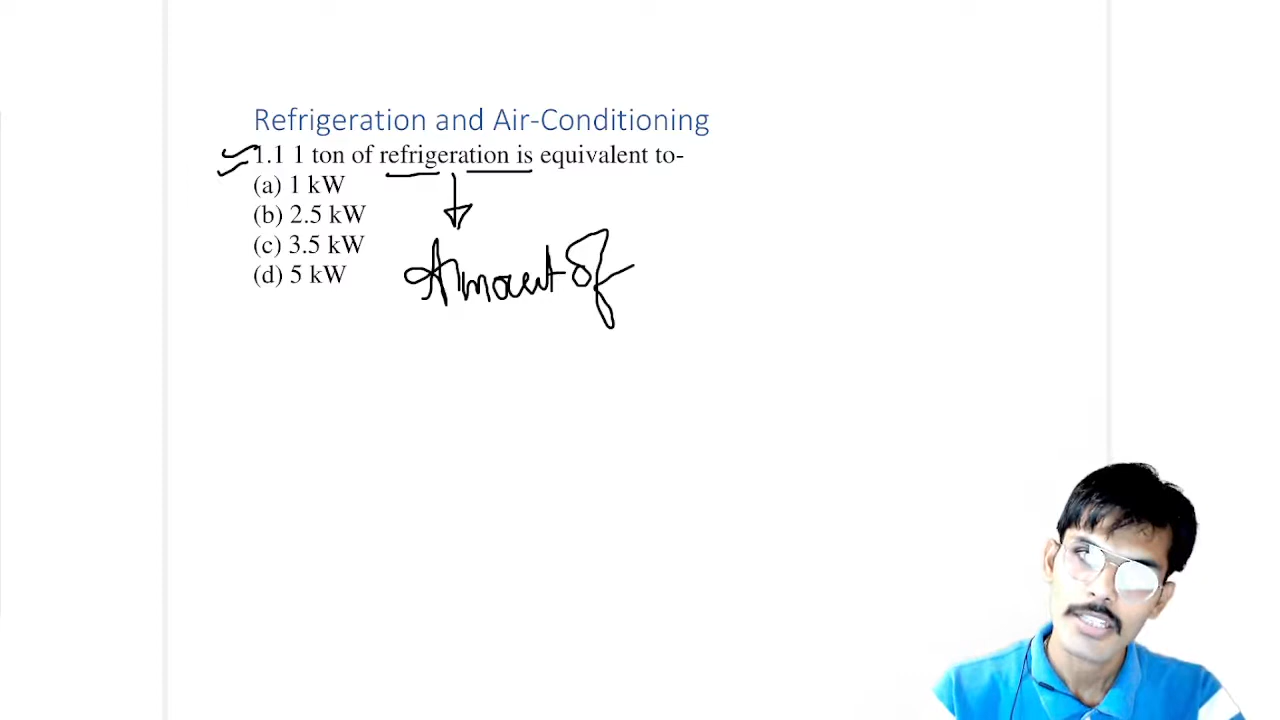 Refrigeration and Air-Conditioning
1.1 1 ton of refrigeration is equivalent to-
(a) 1 kW
(b) 2.5 kW
(c) 3.5 kW
(d) 5 kW
Amount of